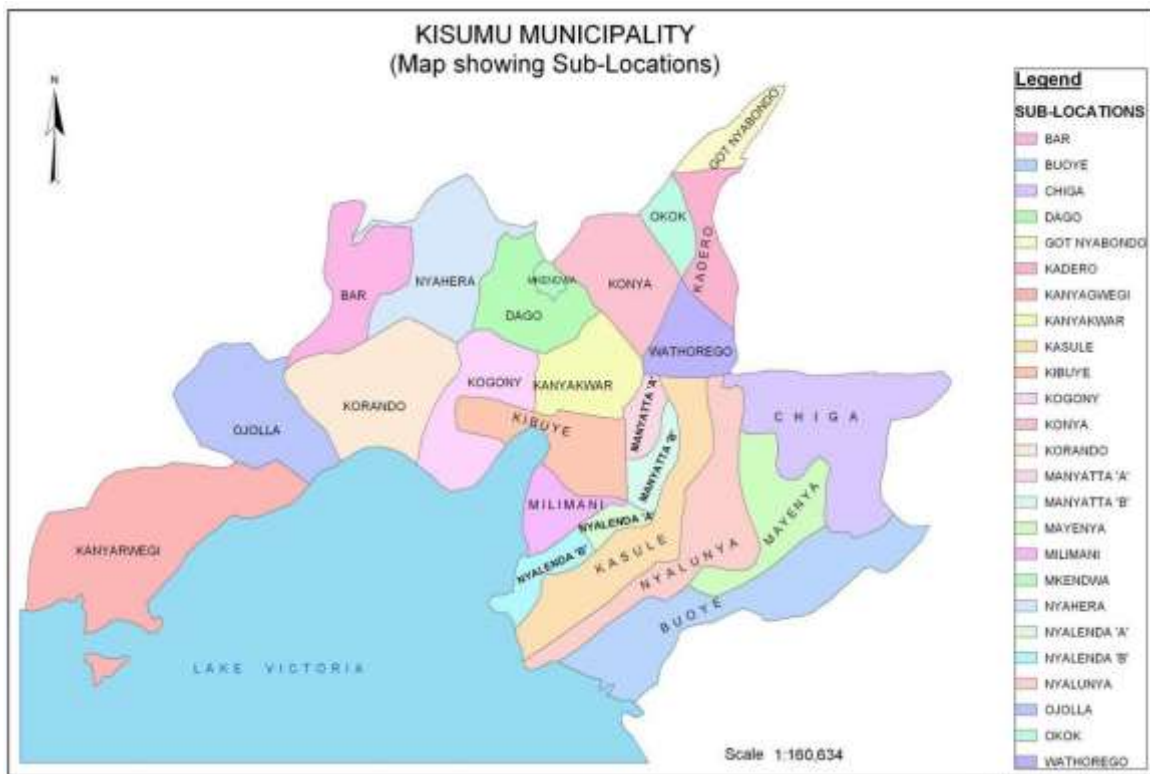 KISUMU MUNICIPALITY
(Map showing Sub-Locations)
N
GOT NYABONDO
OKOK
KADERO
NYAHERA
MKENDWA
KONYA
BAR
DAGO
WATHOREGO
KOGONY
KANYAKWAR
MANYATTA 'A'
KORANDO
CHIGA
OJOLLA
KIBUYE
MANYATTA 'B'
MILIMANI
MAYENYA
NYALENDA 'A'
KANYARWEGI
NYALENDA 'B'
KASULE
NYALUNYA
BUOYE
LAKE VICTORIA
Scale 1:160,634
Legend
SUB-LOCATIONS
BAR
BUOYE
CHIGA
DAGO
GOT NYABONDO
KADERO
KANYAGWEGI
KANYAKWAR
KASULE
KIBUYE
KOGONY
KONYA
KORANDO
MANYATTA 'A'
MANYATTA 'B'
MAYENYA
MILIMANI
MKENDWA
NYAHERA
NYALENDA 'A'
NYALENDA 'B'
NYALUNYA
OJOLLA
OKOK
WATHOREGO